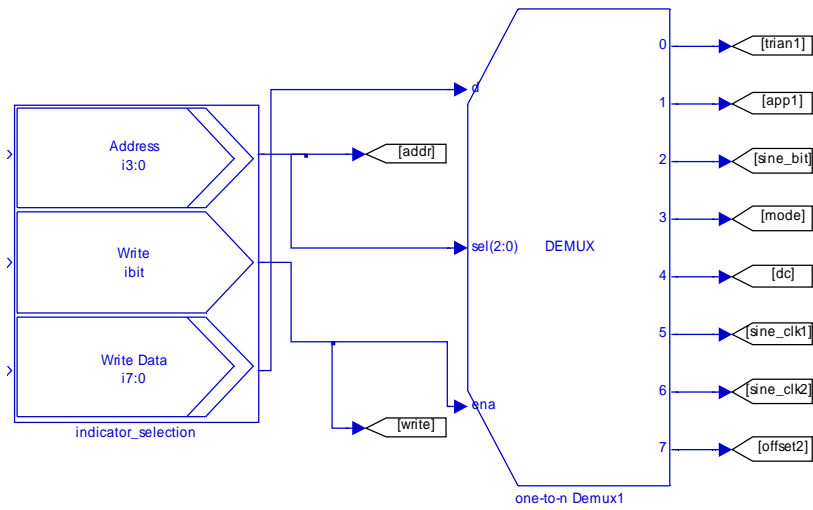 Address
i3:0
Write
ibit
Write Data
i7:0
indicator_selection
[addr]
[write]
d
sel(2:0)
DEMUX
ena
0
1
2
3
4
5
6
7
one-to-n Demux1
[trian1]
[app1]
[sine_bit]
[mode]
[dc]
[sine_clk1]
[sine_clk2]
[offset2]